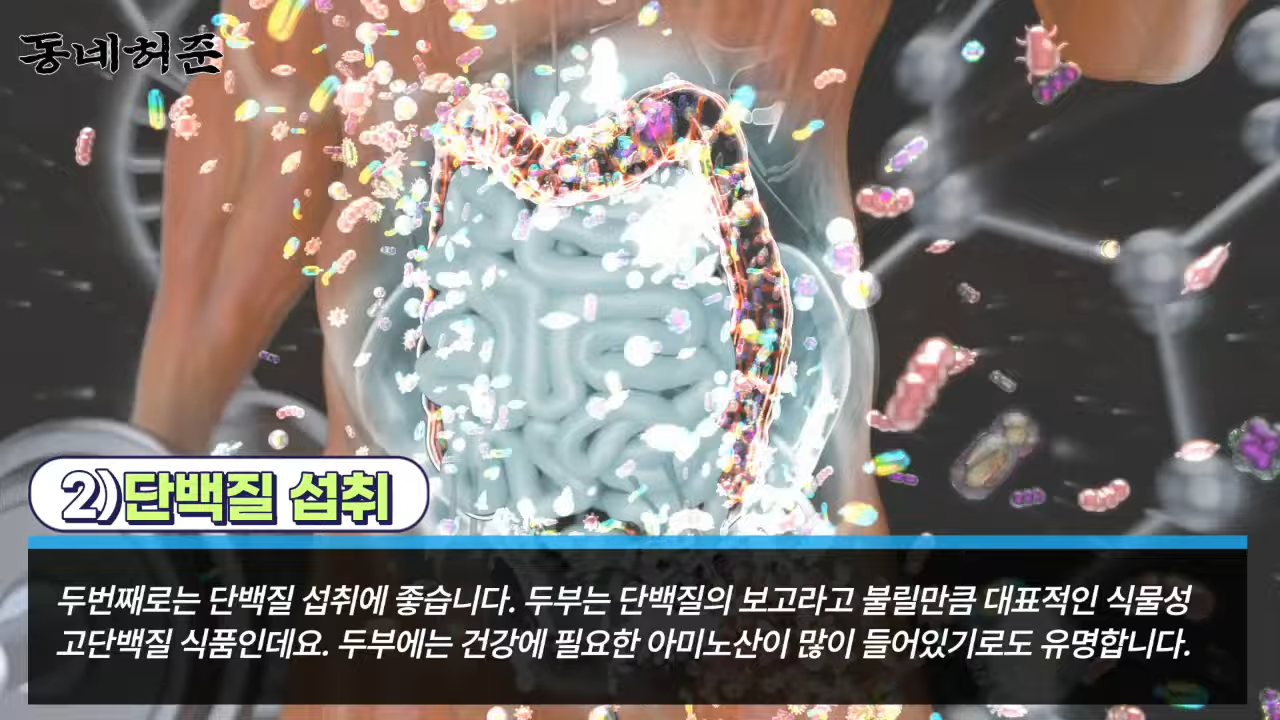 동네허준
2)단백질 섭취
두번째로는 단백질 섭취에 좋습니다. 두부는 단백질의 보고라고 불릴만큼 대표적인 식물성
고단백질 식품인데요. 두부에는 건강에 필요한 아미노산이 많이 들어있기로도 유명합니다.